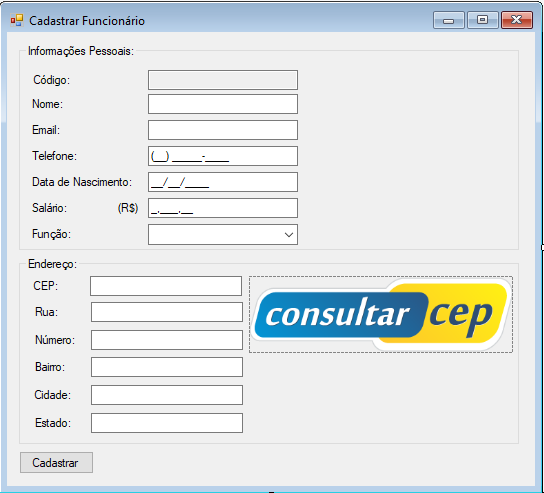 Cadastrar Funcionário
Informações Pessoais:
Código:
Nome:
Email:
Telefone: (__) _____-____
Data de Nascimento: __/__/____
Salário: (R$) _.___,__
Função:
Endereço:
CEP:
Rua:
Número:
Bairro:
Cidade:
Estado:
consultar cep
Cadastrar